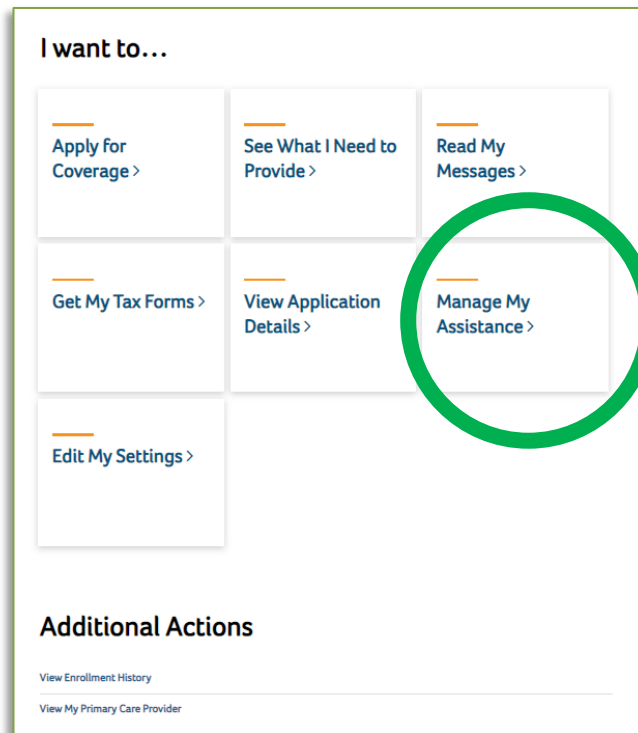 I want to...
Apply for
Coverage >
See What I Need to
Provide >
Read My
Messages >
Get My Tax Forms >
View Application
Details >
Manage My
Assistance >
Edit My Settings >
Additional Actions
View Enrollment History
View My Primary Care Provider